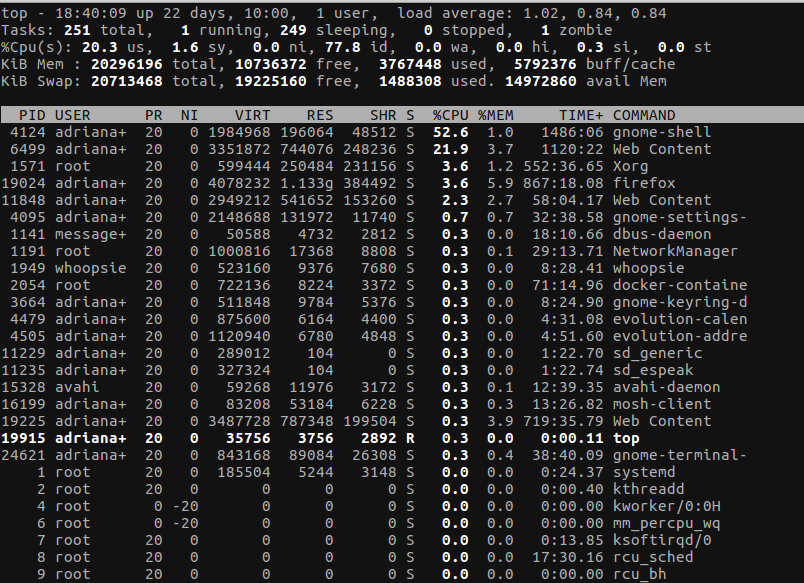 top - 18:40:09 up 22 days, 10:00,  1 user,  load average: 1.02, 0.84, 0.84
Tasks: 251 total,   1 running, 249 sleeping,   0 stopped,   1 zombie
%Cpu(s): 20.3 us,  1.6 sy,  0.0 ni, 77.8 id,  0.0 wa,  0.0 hi,  0.3 si,  0.0 st
KiB Mem : 20296196 total, 10736372 free,  3767448 used,  5792376 buff/cache
KiB Swap: 20713468 total, 19225160 free,  1488308 used. 14972860 avail Mem
  PID USER      PR  NI    VIRT    RES    SHR S  %CPU %MEM     TIME+ COMMAND
 4124 adriana+  20   0 1984968 196064  48512 S  52.6  1.0   1486:06 gnome-shell
 6499 adriana+  20   0 3351872 744076 248236 S  21.9  3.7   1120:22 Web Content
 1571 root      20   0  599444 250484 231156 S   3.6  1.2 552:36.65 Xorg
19024 adriana+  20   0 4078232 1.133g 384492 S   3.6  5.9 867:18.08 firefox
11848 adriana+  20   0 2949212 541652 153260 S   2.3  2.7  58:04.17 Web Content
 4095 adriana+  20   0 2148688 131972  11740 S   0.7  0.7  32:38.58 gnome-settings-
 1141 message+  20   0   50588   4732   2812 S   0.3  0.0  18:10.66 dbus-daemon
 1191 root      20   0 1000816  17368   8808 S   0.3  0.1  29:13.71 NetworkManager
 1949 whoopsie  20   0  523160   9376   7680 S   0.3  0.0   8:28.41 whoopsie
 2054 root      20   0  722136   8224   3372 S   0.3  0.0  71:14.96 docker-containe
 3664 adriana+  20   0  511848   9784   5376 S   0.3  0.0   8:24.90 gnome-keyring-d
 4479 adriana+  20   0  875600   6164   4400 S   0.3  0.0   4:31.08 evolution-calen
 4505 adriana+  20   0 1120940   6780   4848 S   0.3  0.0   4:51.60 evolution-addre
11229 adriana+  20   0  289012    104      0 S   0.3  0.0   1:22.70 sd_generic
11235 adriana+  20   0  327324    104      0 S   0.3  0.0   1:22.74 sd_espeak
15328 avahi     20   0   59268  11976   3172 S   0.3  0.1  12:39.35 avahi-daemon
16199 adriana+  20   0   83208  53184   6228 S   0.3  0.3  13:26.82 mosh-client
19225 adriana+  20   0 3487728 787348 199504 S   0.3  3.9 719:35.79 Web Content
19915 adriana+  20   0   35756   3756   2892 R   0.3  0.0   0:00.11 top
24621 adriana+  20   0  843168  89084  26308 S   0.3  0.4  38:40.09 gnome-terminal-
    1 root      20   0  185504   5244   3148 S   0.0  0.0   0:24.37 systemd
    2 root      20   0       0      0      0 S   0.0  0.0   0:00.40 kthreadd
    4 root       0 -20       0      0      0 S   0.0  0.0   0:00.00 kworker/0:0H
    6 root       0 -20       0      0      0 S   0.0  0.0   0:00.00 mm_percpu_wq
    7 root      20   0       0      0      0 S   0.0  0.0   0:13.85 ksoftirqd/0
    8 root      20   0       0      0      0 S   0.0  0.0  17:30.16 rcu_sched
    9 root      20   0       0      0      0 S   0.0  0.0   0:00.00 rcu_bh